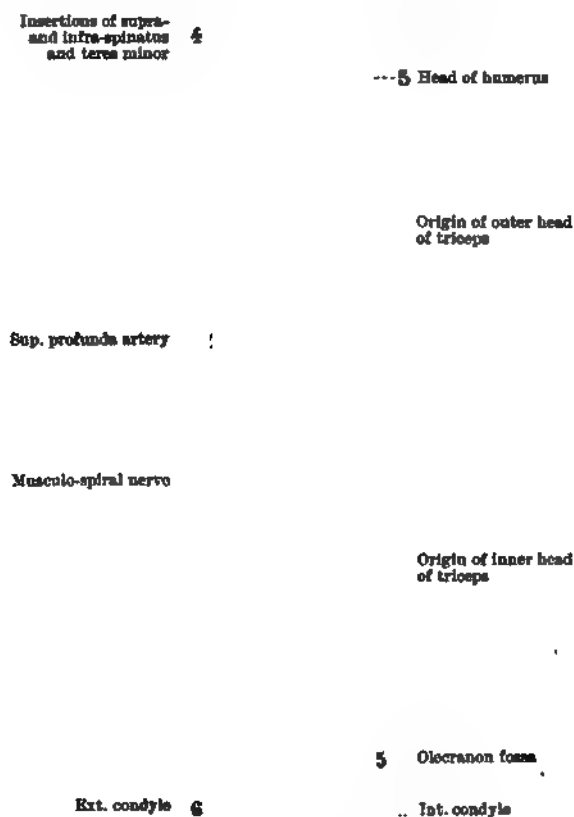 Insertions of supra-
and infra-spinatus 4
and teres minor
5 Head of humerus
Origin of outer head
of triceps
Sup. profunda artery
Musculo-spiral nerve
Origin of inner head
of triceps
5 Olecranon fossa
Ext. condyle 6
Int. condyle